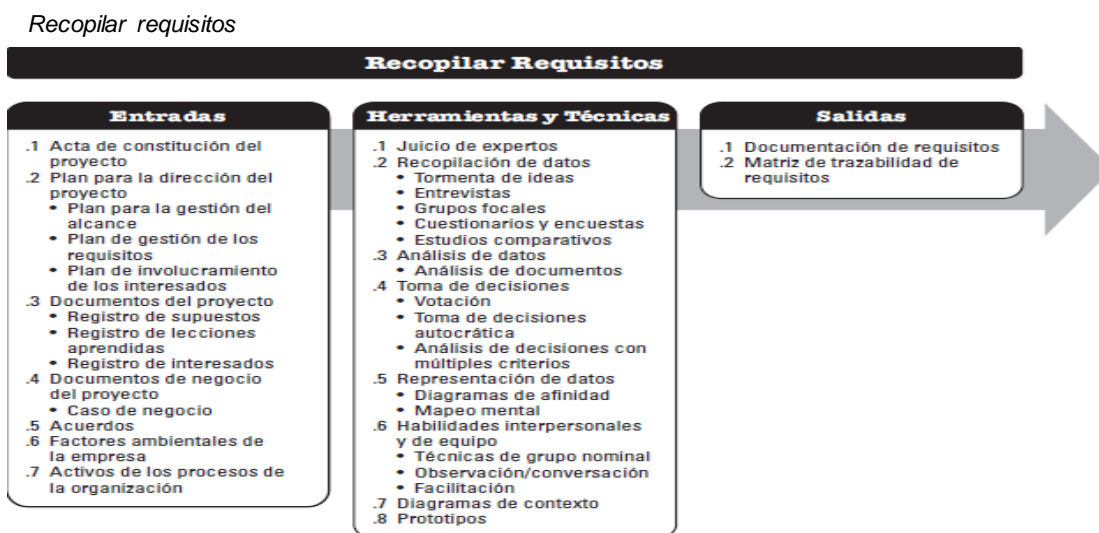 Recopilar requisitos
Recopilar Requisitos
Entradas
.1 Acta de constitución del
proyecto
.2 Plan para la dirección del
proyecto
• Plan para la gestión del
alcance
• Plan de gestión de los
requisitos
• Plan de involucramiento
de los interesados
.3 Documentos del proyecto
• Registro de supuestos
• Registro de lecciones
aprendidas
• Registro de interesados
.4 Documentos de negocio
del proyecto
• Caso de negocio
.5 Acuerdos
.6 Factores ambientales de
la empresa
.7 Activos de los procesos de
la organización
Herramientas y Técnicas
.1 Juicio de expertos
.2 Recopilación de datos
• Tormenta de ideas
• Entrevistas
• Grupos focales
• Cuestionarios y encuestas
• Estudios comparativos
.3 Análisis de datos
• Análisis de documentos
.4 Toma de decisiones
• Votación
• Toma de decisiones
autocrática
• Análisis de decisiones con
múltiples criterios
.5 Representación de datos
• Diagramas de afinidad
• Mapeo mental
.6 Habilidades interpersonales
y de equipo
• Técnicas de grupo nominal
• Observación/conversación
• Facilitación
.7 Diagramas de contexto
.8 Prototipos
Salidas
.1 Documentación de requisitos
.2 Matriz de trazabilidad de
requisitos